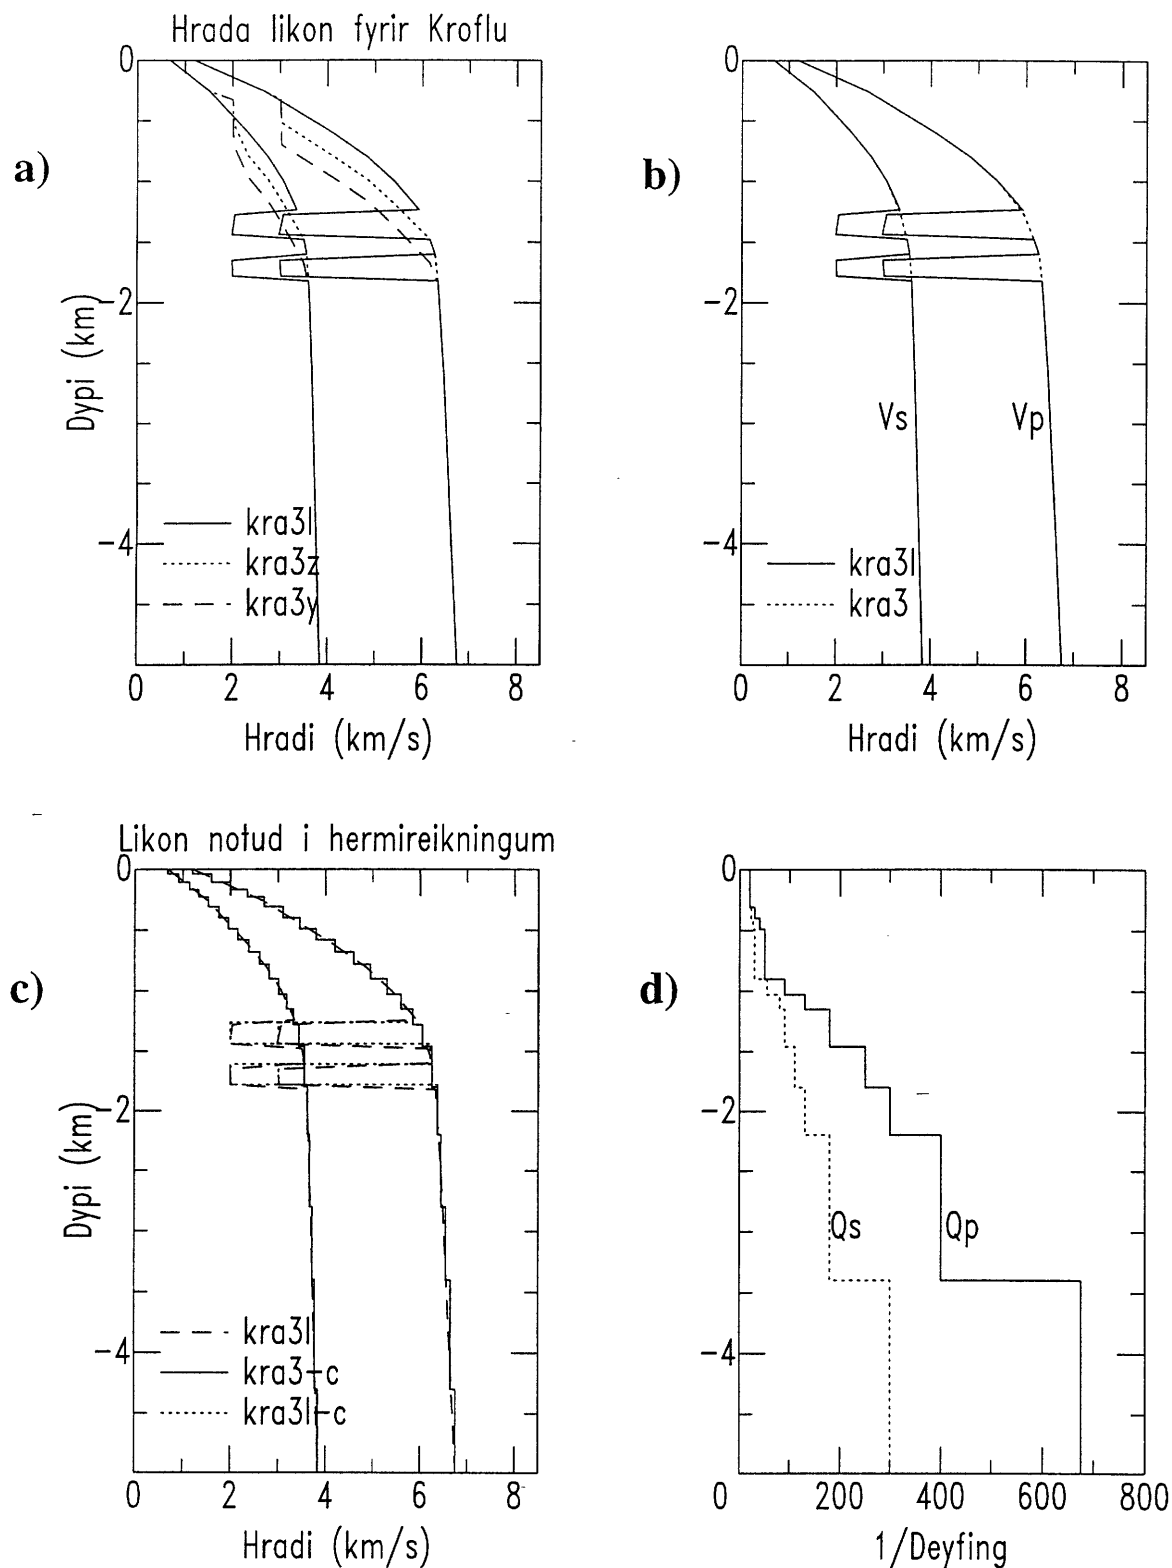 Hrada likon fyrir Kroflu
a)
0
-2
-4
Dypi (km)
kra3l
kra3z
kra3y
0 2 4 6 8
Hradi (km/s)
b)
0
-2
-4
Vs Vp
kra3l
kra3
0 2 4 6 8
Hradi (km/s)
Likon notud i hermireikningum
c)
0
-2
-4
Dypi (km)
kra3l
kra3-c
kra3l-c
0 2 4 6 8
Hradi (km/s)
d)
0
-2
-4
Qs Qp
0 200 400 600 800
1/Deyfing